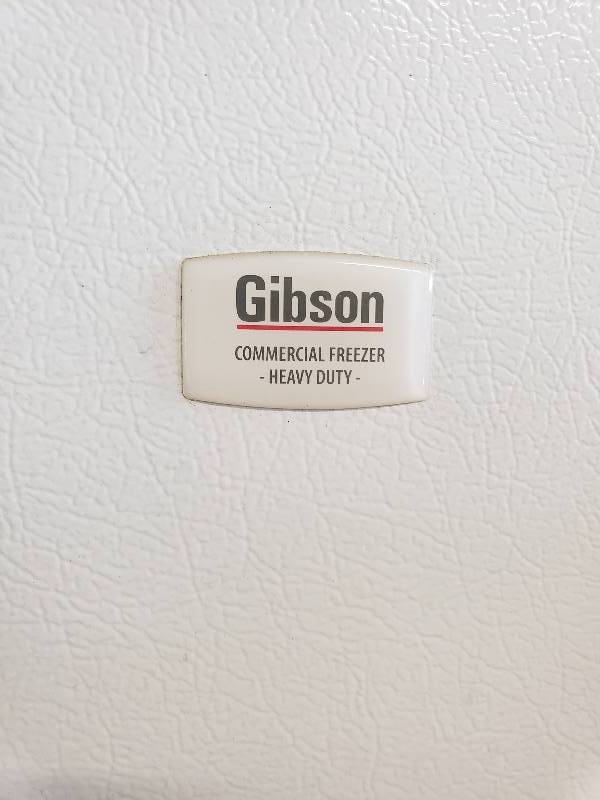 Gibson
COMMERCIAL FREEZER
- HEAVY DUTY -